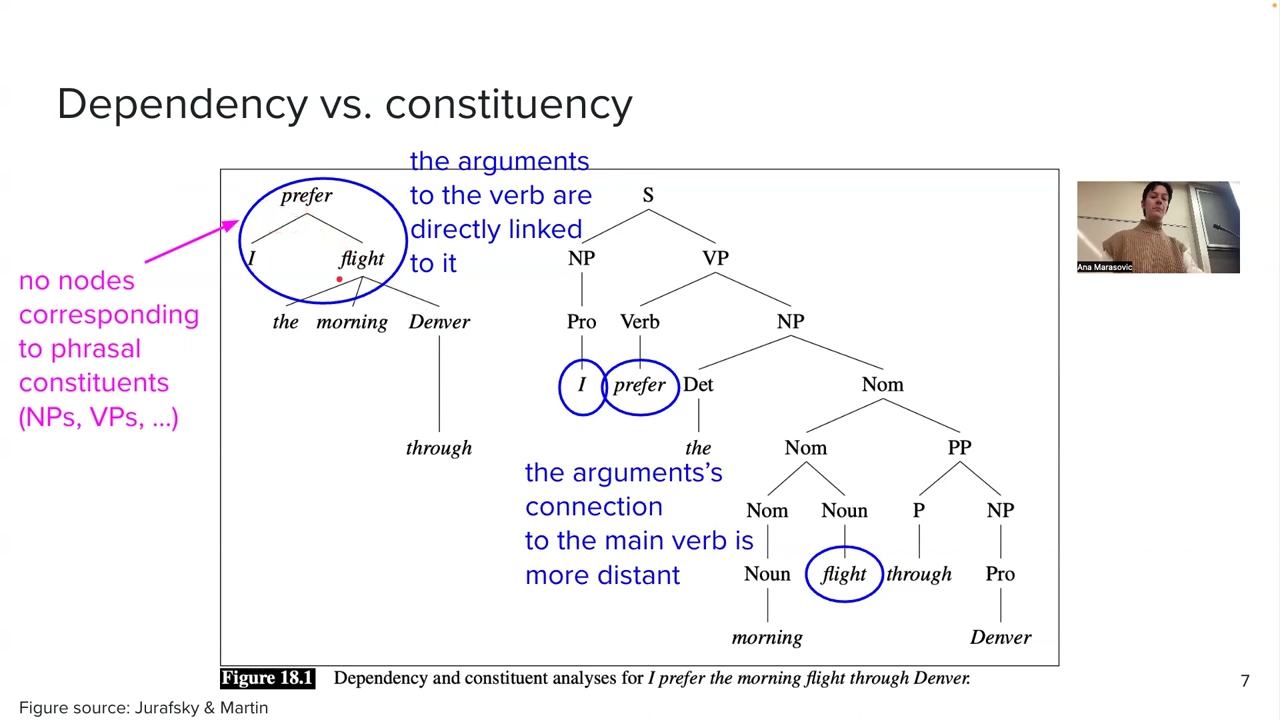 Dependency vs. constituency
the arguments
to the verb are
directly linked
to it
no nodes
corresponding
to phrasal
constituents
(NPs, VPs, ...)
prefer
I flight
the morning Denver
through
S
NP VP
Pro Verb NP
I prefer Det Nom
the Nom PP
Nom Noun P NP
Noun flight through Pro
morning Denver
the arguments's
connection
to the main verb is
more distant
Ana Marasovic
Figure 18.1 Dependency and constituent analyses for I prefer the morning flight through Denver.
Figure source: Jurafsky & Martin
7